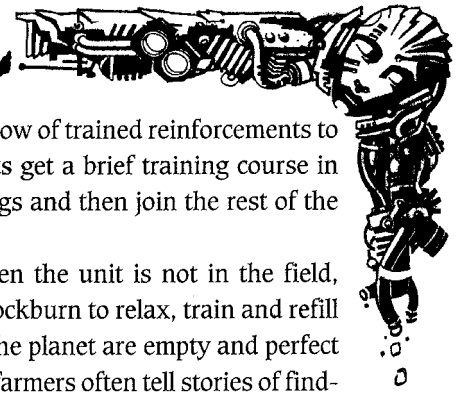 ow of trained reinforcements to
s get a brief training course in
gs and then join the rest of the
en the unit is not in the field,
ockburn to relax, train and refill
he planet are empty and perfect
armers often tell stories of find-